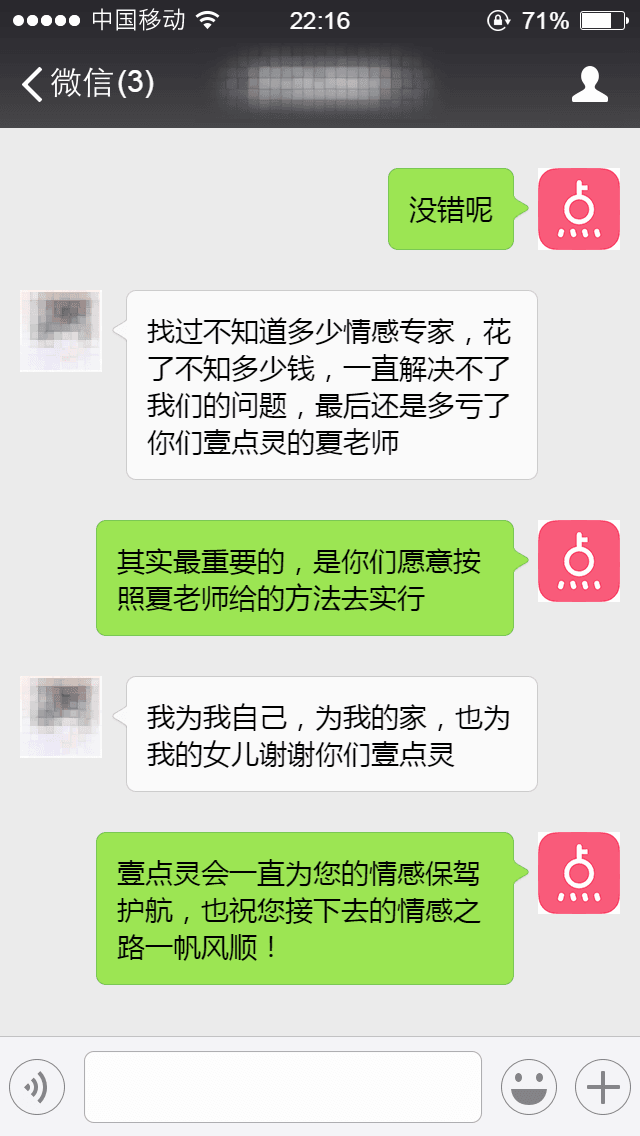 中国移动 22:16 71%
微信(3)
没错呢
找过不知道多少情感专家，花
了不知多少钱，一直解决不了
我们的问题，最后还是多亏了
你们壹点灵的夏老师
其实最重要的，是你们愿意按
照夏老师给的方法去实行
我为我自己，为我的家，也为
我的女儿谢谢你们壹点灵
壹点灵会一直为您的情感保驾
护航，也祝您接下去的情感之
路一帆风顺！